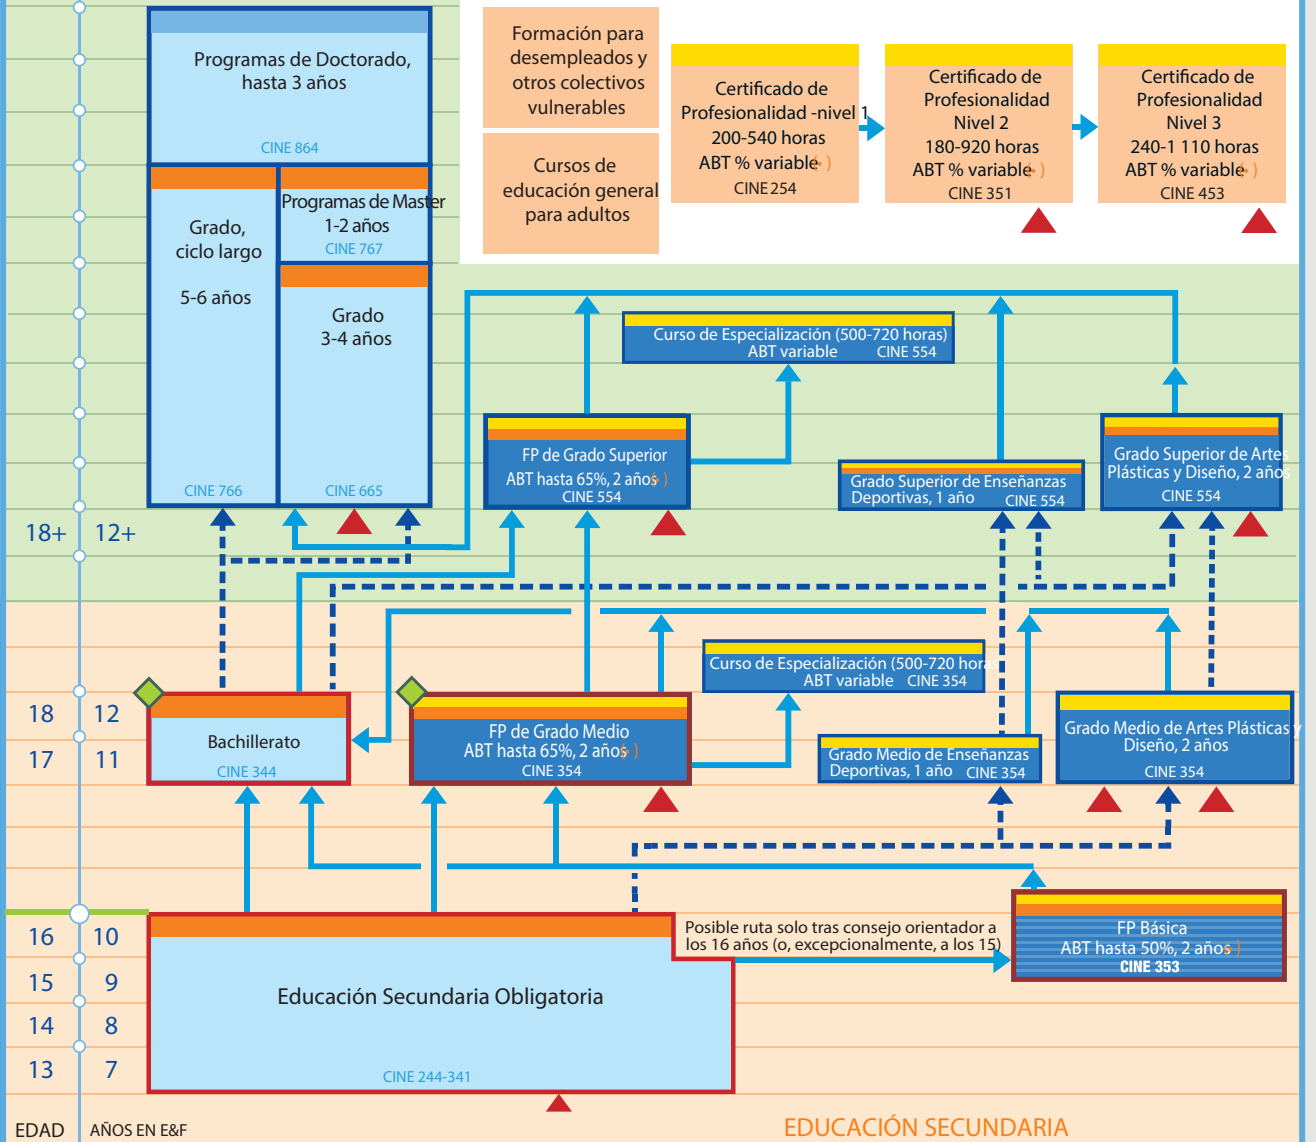 Programas de Doctorado,
hasta 3 años
CINE 864
Grado,
ciclo largo
5-6 años
CINE 766
Programas de Master
1-2 años
CINE 767
Grado
3-4 años
CINE 665
Formación para
desempleados y
otros colectivos
vulnerables
Cursos de
educación general
para adultos
Certificado de
Profesionalidad -nivel 1
200-540 horas
ABT % variable( )
CINE 254
Certificado de
Profesionalidad
Nivel 2
180-920 horas
ABT % variable( )
CINE 351
Certificado de
Profesionalidad
Nivel 3
240-1 110 horas
ABT % variable( )
CINE 453
Curso de Especialización (500-720 horas)
ABT variable CINE 554
FP de Grado Superior
ABT hasta 65%, 2 años( )
CINE 554
Grado Superior de Enseñanzas
Deportivas, 1 año CINE 554
Grado Superior de Artes
Plásticas y Diseño, 2 años
CINE 554
18+ 12+
Curso de Especialización (500-720 horas
ABT variable CINE 354
18 12
17 11
Bachillerato
CINE 344
FP de Grado Medio
ABT hasta 65%, 2 años( )
CINE 354
Grado Medio de Enseñanzas
Deportivas, 1 año CINE 354
Grado Medio de Artes Plásticas y
Diseño, 2 años
CINE 354
16 10
15 9
14 8
13 7
Educación Secundaria Obligatoria
CINE 244-341
Posible ruta solo tras consejo orientador a
los 16 años (o, excepcionalmente, a los 15)
FP Básica
ABT hasta 50%, 2 años( )
CINE 353
EDAD AÑOS EN E&F
EDUCACIÓN SECUNDARIA